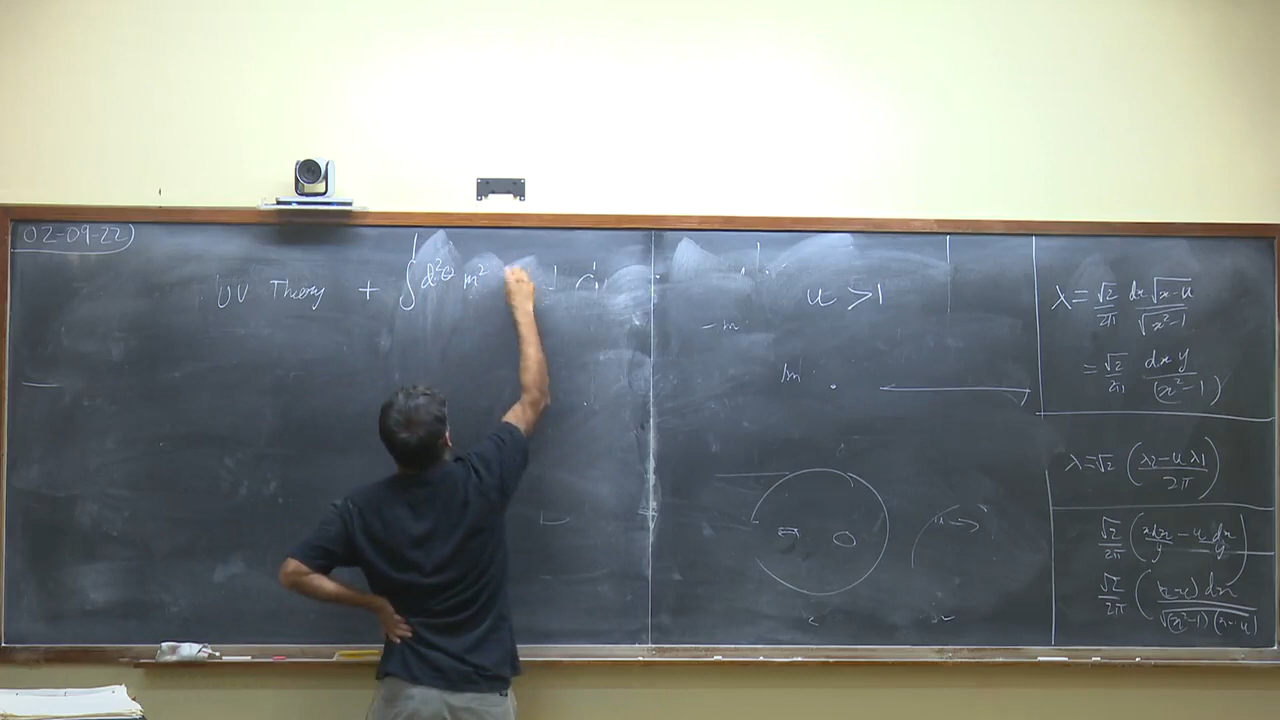 02-09-22
UV Theory + ∫ d²θ m²
u > 1
- m
m .
λ = √2/2π dx √x-u / √x²-1
= √2/2π dx y / (x²-1)
λ = √2 ( λ2 - u λ1 / 2π )
√2/2π ( x dx / y - u dx / y )
√2/2π ( (x-u) dx / √(x²-1)(x-u) )